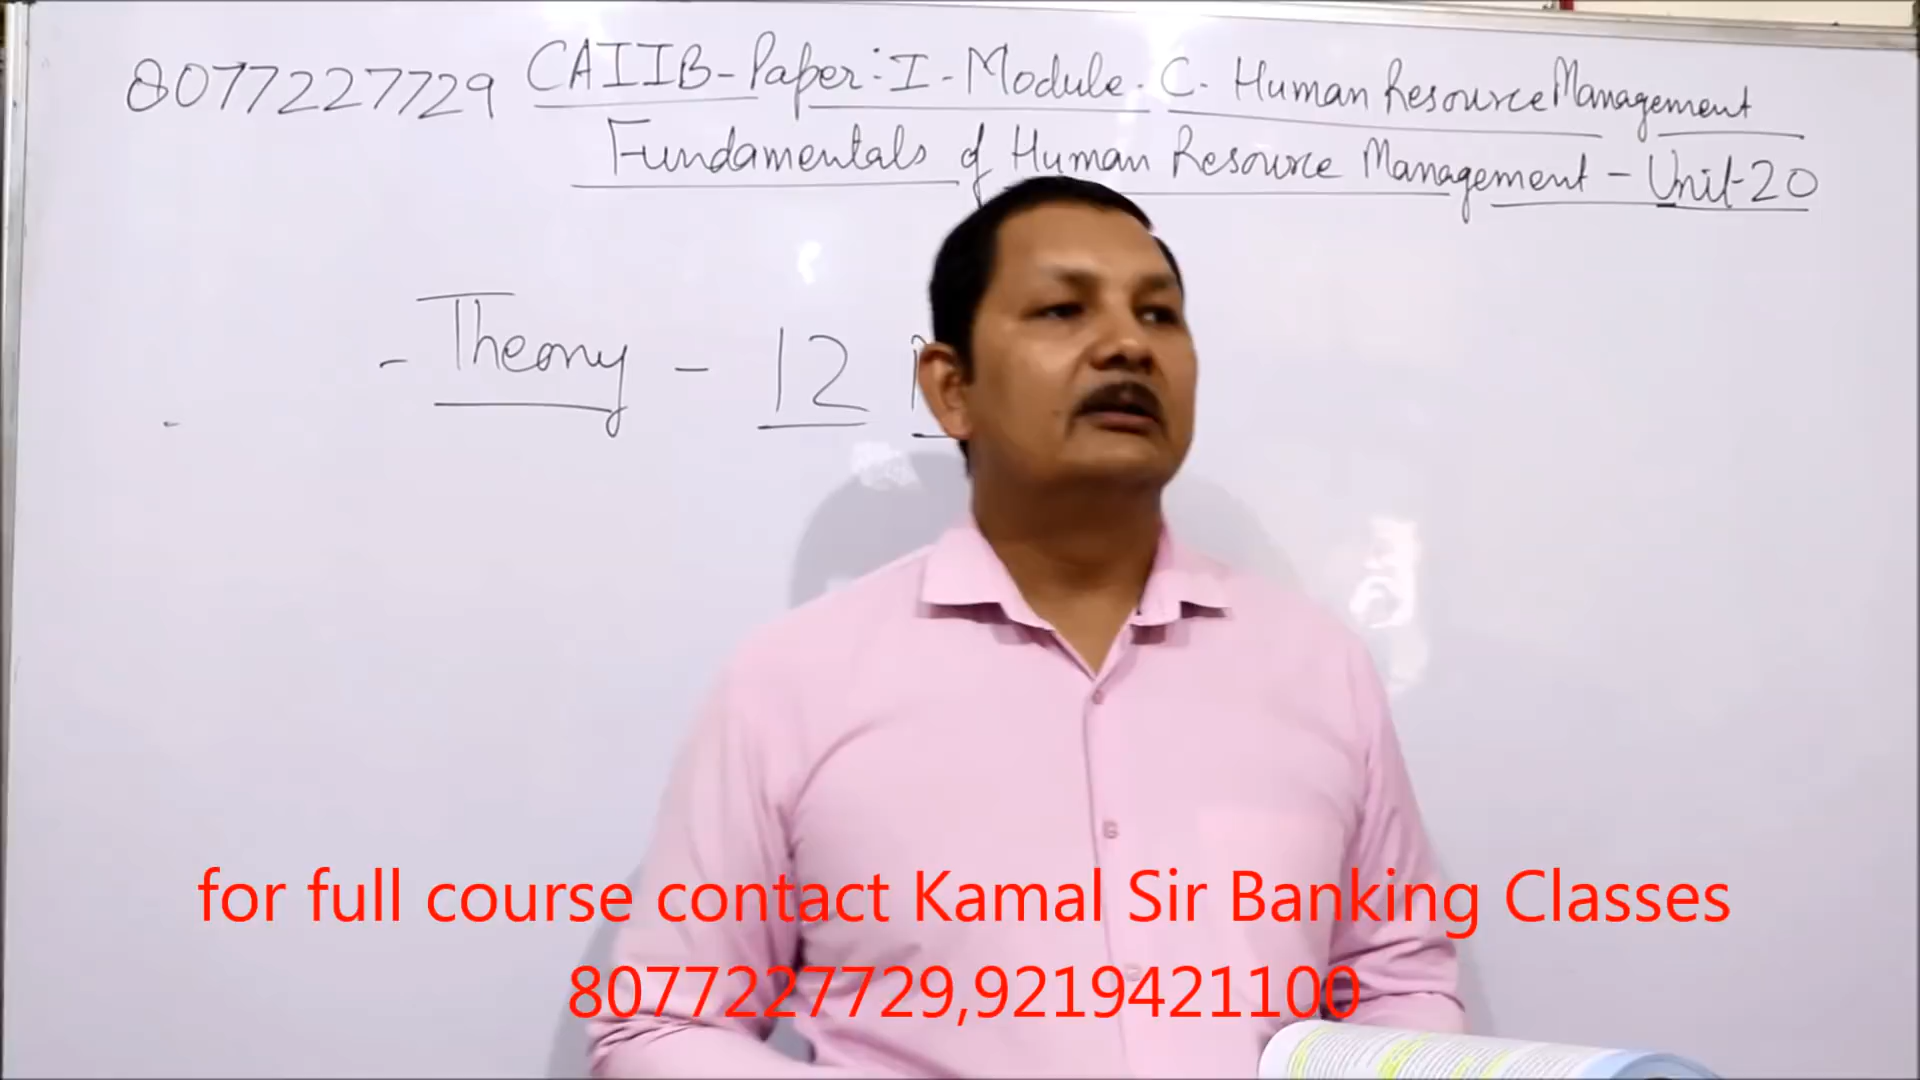 8077227729 CAIIB-Paper:I-Module-C-Human Resource Management
Fundamentals of Human Resource Management - Unit-20
- Theory - 12
for full course contact Kamal Sir Banking Classes
8077227729,9219421100